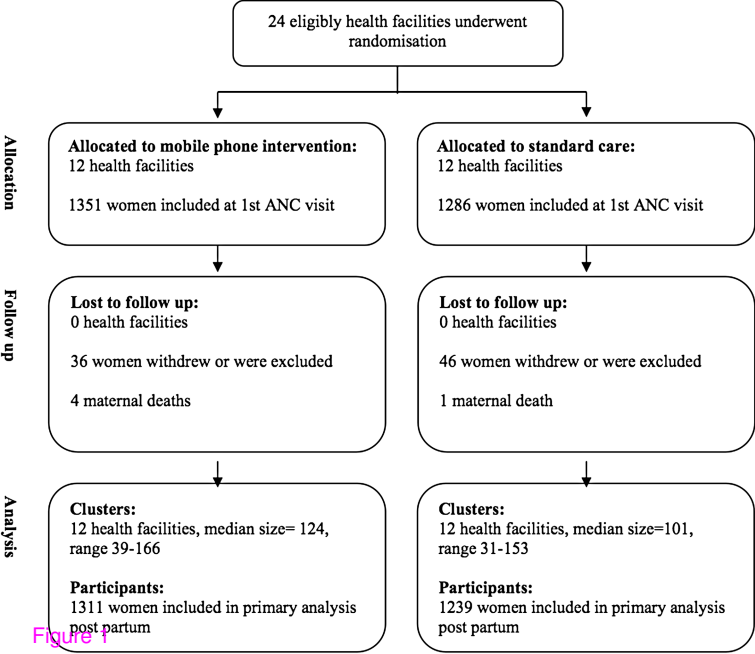 24 eligibly health facilities underwent
randomisation
Allocation
Allocated to mobile phone intervention:
12 health facilities
1351 women included at 1st ANC visit
Allocated to standard care:
12 health facilities
1286 women included at 1st ANC visit
Follow up
Lost to follow up:
0 health facilities
36 women withdrew or were excluded
4 maternal deaths
Lost to follow up:
0 health facilities
46 women withdrew or were excluded
1 maternal death
Analysis
Clusters:
12 health facilities, median size= 124,
range 39-166
Participants:
1311 women included in primary analysis
post partum
Clusters:
12 health facilities, median size=101,
range 31-153
Participants:
1239 women included in primary analysis
post partum
Figure 1